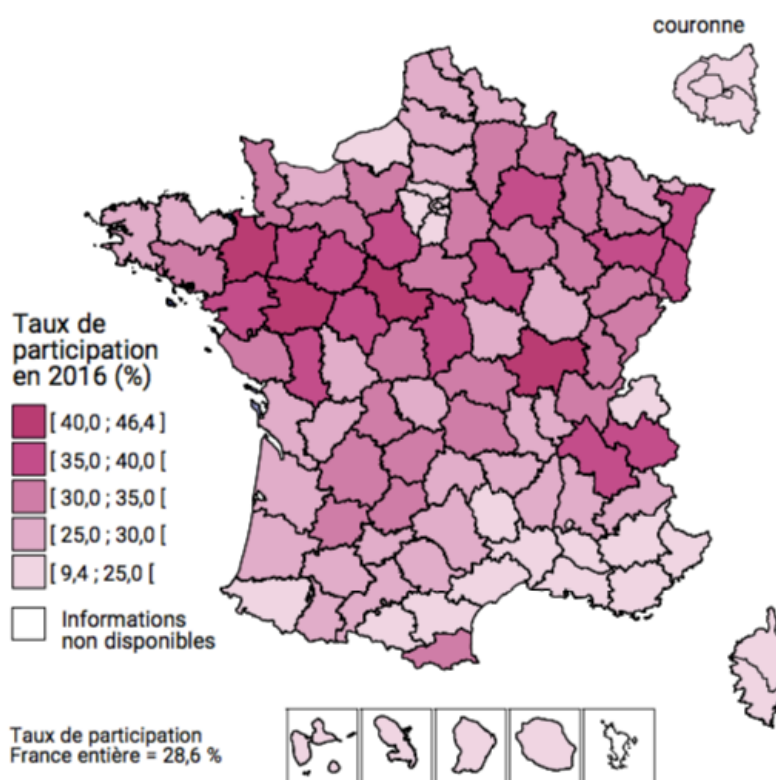 couronne
Taux de
participation
en 2016 (%)
[ 40,0 ; 46,4 ]
[ 35,0 ; 40,0 [
[ 30,0 ; 35,0 [
[ 25,0 ; 30,0 [
[ 9,4 ; 25,0 [
Informations
non disponibles
Taux de participation
France entière = 28,6 %